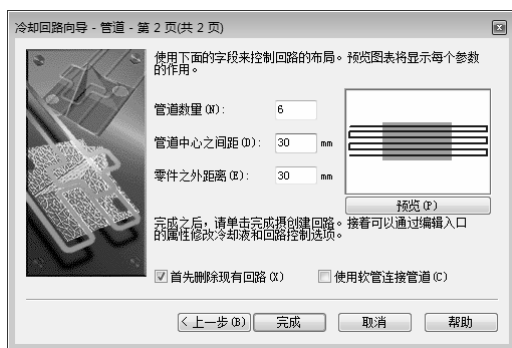 冷却回路向导 - 管道 - 第 2 页(共 2 页)
使用下面的字段来控制回路的布局。预览图表将显示每个参数
的作用。
管道数量(N): 6
管道中心之间距(D): 30 mm
零件之外距离(E): 30 mm
预览(P)
完成之后，请单击完成摄创建回路。接着可以通过编辑入口
的属性修改冷却液和回路控制选项。
首先删除现有回路(X) 使用软管连接管道(C)
< 上一步(B) 完成 取消 帮助